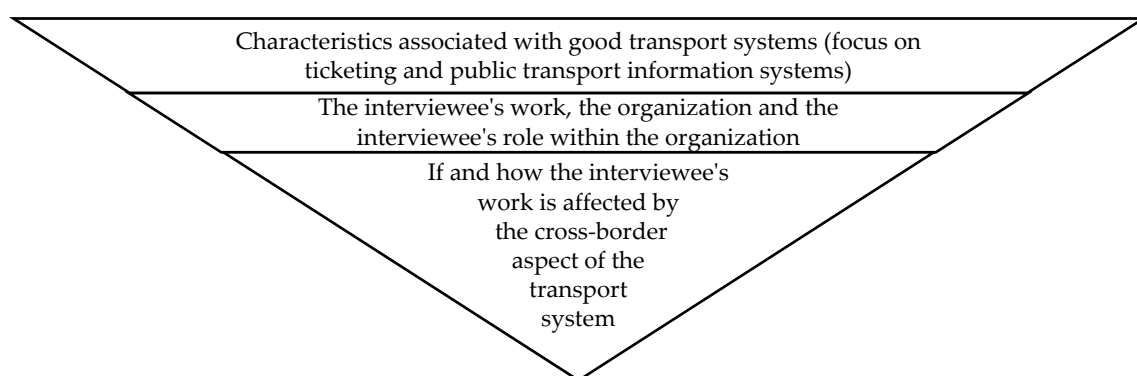 Characteristics associated with good transport systems (focus on
ticketing and public transport information systems)
The interviewee's work, the organization and the
interviewee's role within the organization
If and how the interviewee's
work is affected by
the cross-border
aspect of the
transport
system